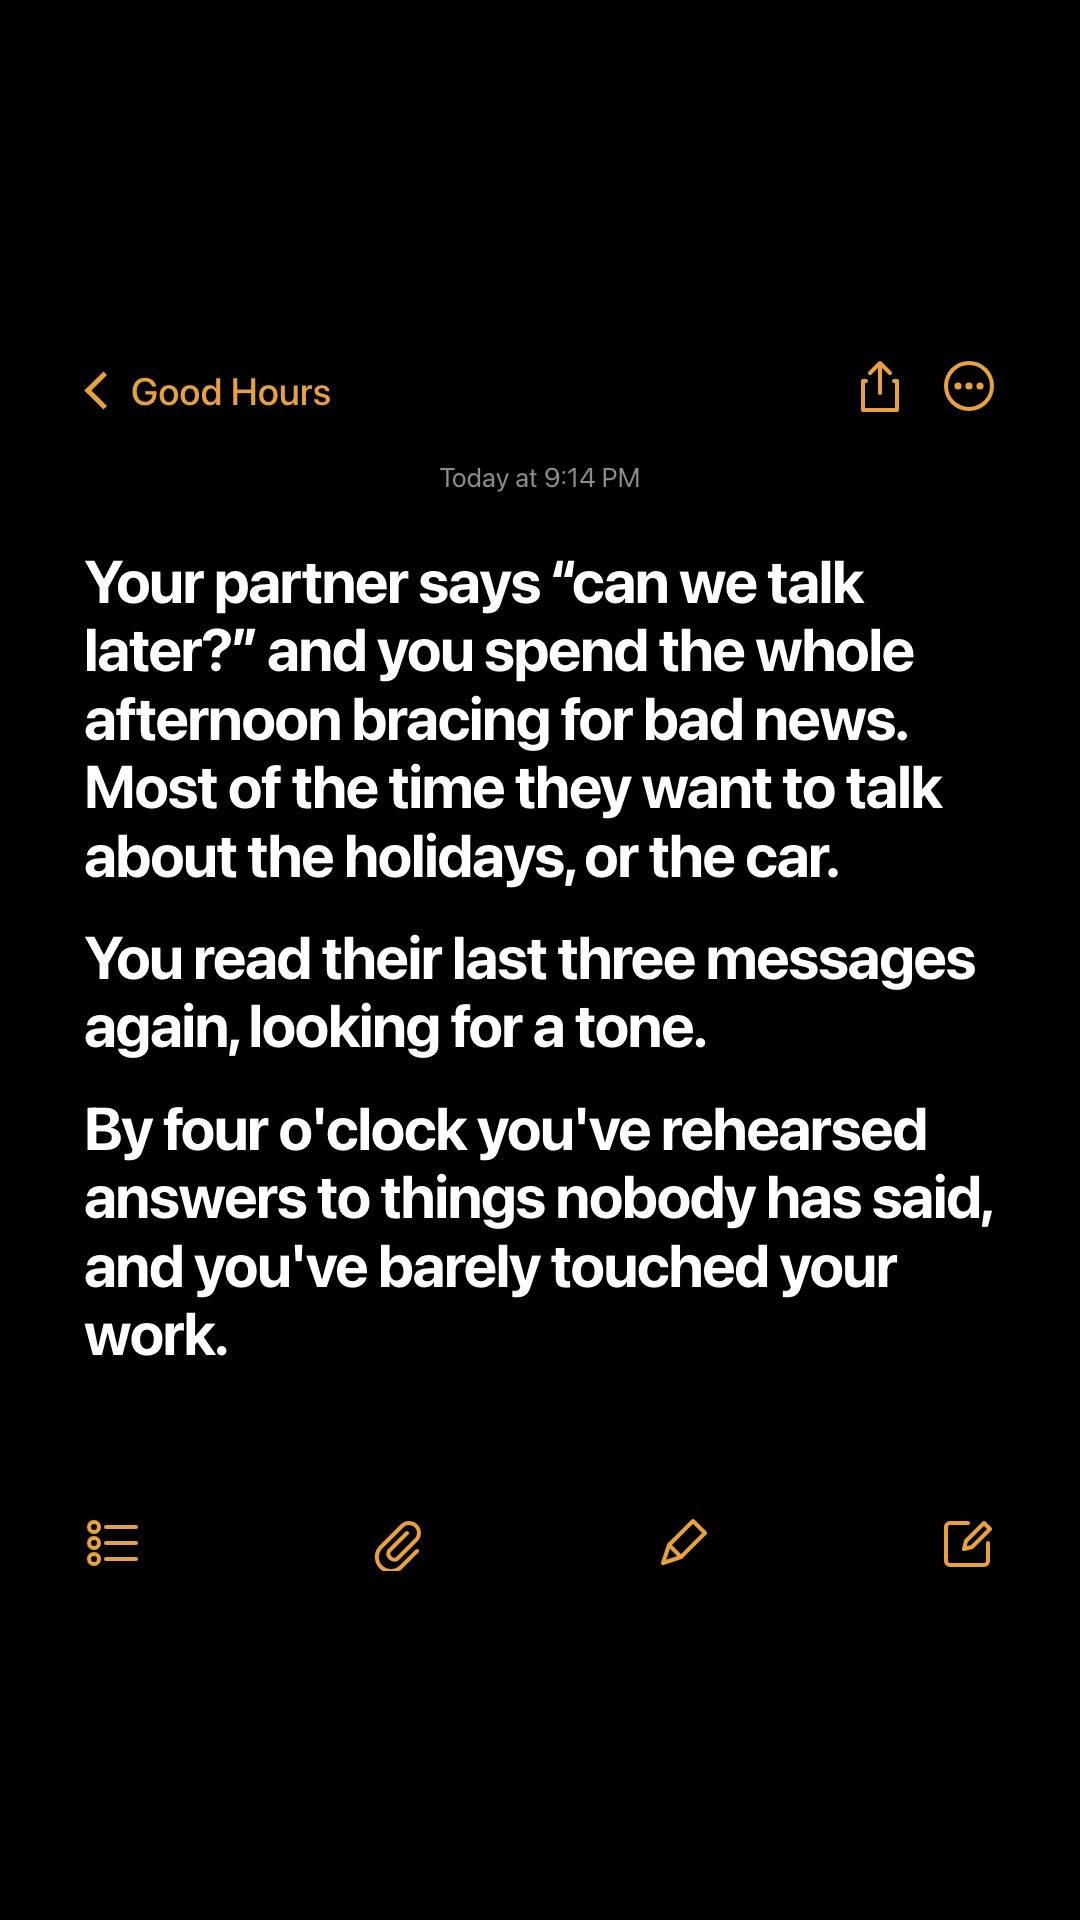 Good Hours
Today at 9:14 PM
Your partner says “can we talk
later?” and you spend the whole
afternoon bracing for bad news.
Most of the time they want to talk
about the holidays, or the car.
You read their last three messages
again, looking for a tone.
By four o'clock you've rehearsed
answers to things nobody has said,
and you've barely touched your
work.